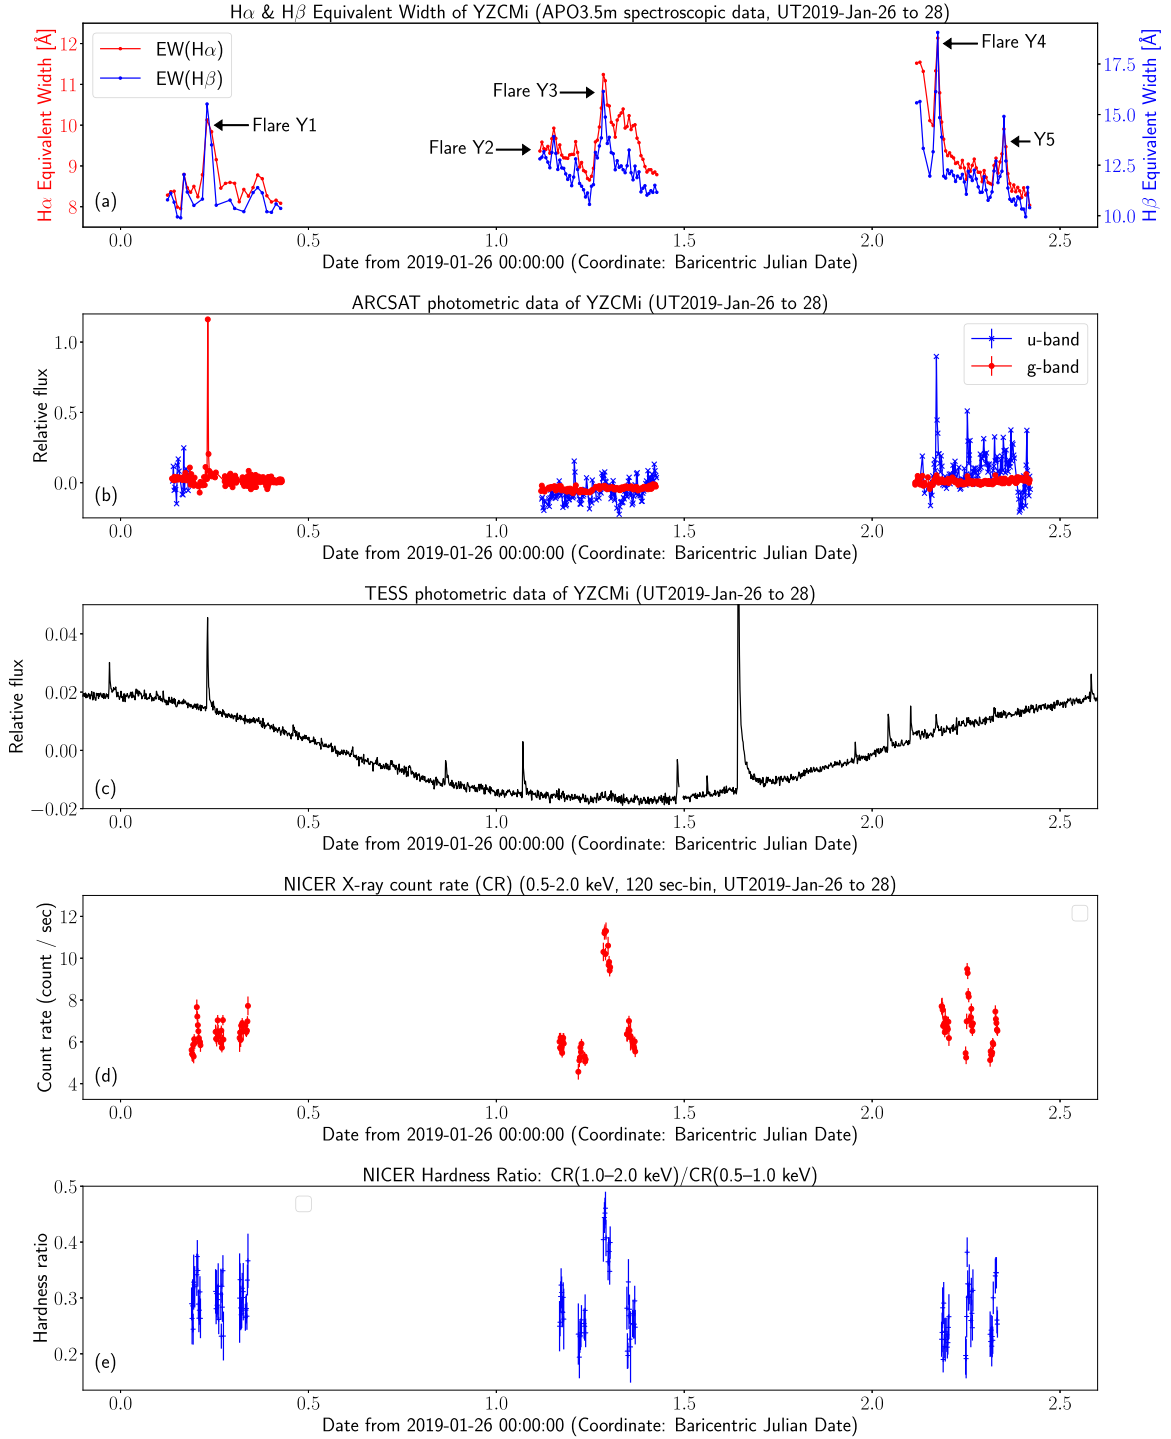 Hα & Hβ Equivalent Width of YZCMi (APO3.5m spectroscopic data, UT2019-Jan-26 to 28)
Hα Equivalent Width [Å]
12
11
10
9
8
EW(Hα)
EW(Hβ)
Flare Y1
Flare Y2
Flare Y3
Flare Y4
Y5
(a)
17.5
15.0
12.5
10.0
Hβ Equivalent Width [Å]
0.0 0.5 1.0 1.5 2.0 2.5
Date from 2019-01-26 00:00:00 (Coordinate: Baricentric Julian Date)
ARCSAT photometric data of YZCMi (UT2019-Jan-26 to 28)
Relative flux
1.0
0.5
0.0
u-band
g-band
(b)
0.0 0.5 1.0 1.5 2.0 2.5
Date from 2019-01-26 00:00:00 (Coordinate: Baricentric Julian Date)
TESS photometric data of YZCMi (UT2019-Jan-26 to 28)
Relative flux
0.04
0.02
0.00
−0.02
(c)
0.0 0.5 1.0 1.5 2.0 2.5
Date from 2019-01-26 00:00:00 (Coordinate: Baricentric Julian Date)
NICER X-ray count rate (CR) (0.5-2.0 keV, 120 sec-bin, UT2019-Jan-26 to 28)
Count rate (count / sec)
12
10
8
6
4
(d)
0.0 0.5 1.0 1.5 2.0 2.5
Date from 2019-01-26 00:00:00 (Coordinate: Baricentric Julian Date)
NICER Hardness Ratio: CR(1.0–2.0 keV)/CR(0.5–1.0 keV)
Hardness ratio
0.5
0.4
0.3
0.2
(e)
0.0 0.5 1.0 1.5 2.0 2.5
Date from 2019-01-26 00:00:00 (Coordinate: Baricentric Julian Date)